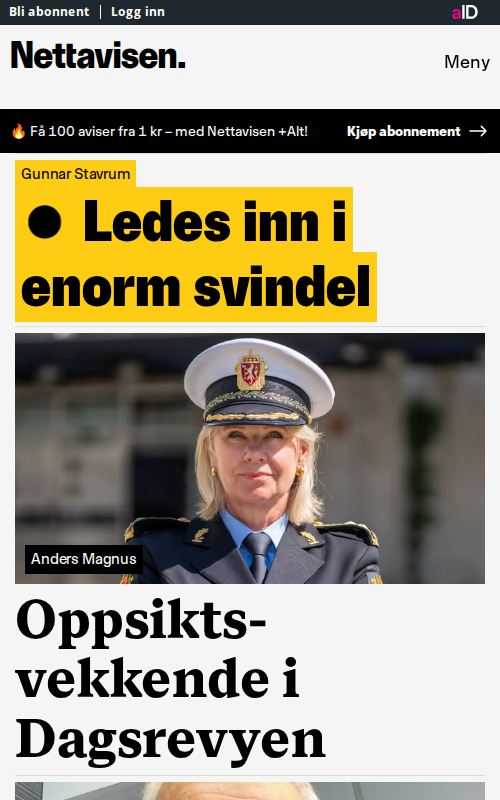 Bli abonnent | Logg inn
aID
Nettavisen.
Meny
🔥 Få 100 aviser fra 1 kr – med Nettavisen +Alt!
Kjøp abonnement →
Gunnar Stavrum
● Ledes inn i
enorm svindel
Anders Magnus
Oppsikts-
vekkende i
Dagsrevyen